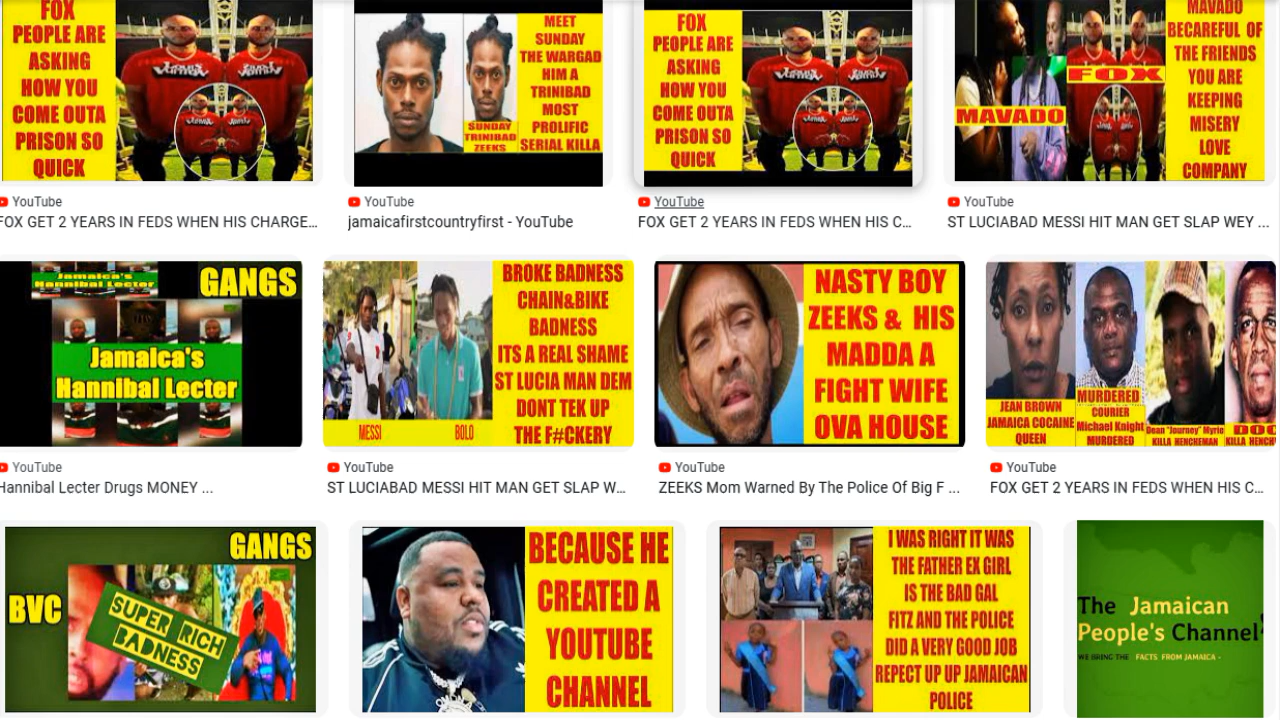 FOX
PEOPLE ARE
ASKING
HOW YOU
COME OUTA
PRISON SO
QUICK
YouTube
FOX GET 2 YEARS IN FEDS WHEN HIS CHARGE...
MEET
SUNDAY
THE WARGAD
HIM A
TRINIBAD
MOST
PROLIFIC
SERIAL KILLA
SUNDAY
TRINIBAD
ZEEKS
YouTube
jamaicafirstcountryfirst - YouTube
FOX
PEOPLE ARE
ASKING
HOW YOU
COME OUTA
PRISON SO
QUICK
YouTube
FOX GET 2 YEARS IN FEDS WHEN HIS C...
MAVADO
FOX
MAVADO
BECAREFUL OF
THE FRIENDS
YOU ARE
KEEPING
MISERY
LOVE
COMPANY
YouTube
ST LUCIABAD MESSI HIT MAN GET SLAP WEY ...
Jamaica's
Hannibal Lecter
GANGS
Jamaica's
Hannibal Lecter
YouTube
Hannibal Lecter Drugs MONEY ...
MESSI
BOLO
BROKE BADNESS
CHAIN&BIKE
BADNESS
ITS A REAL SHAME
ST LUCIA MAN DEM
DONT TEK UP
THE F#CKERY
YouTube
ST LUCIABAD MESSI HIT MAN GET SLAP W...
NASTY BOY
ZEEKS & HIS
MADDA A
FIGHT WIFE
OVA HOUSE
YouTube
ZEEKS Mom Warned By The Police Of Big F ...
JEAN BROWN
JAMAICA COCAINE
QUEEN
MURDERED
COURIER
Michael Knight
MURDERED
Dean "Journey" Myrie
KILLA HENCHEMAN
DOG
KILLA HENCH
YouTube
FOX GET 2 YEARS IN FEDS WHEN HIS C...
GANGS
BVC
SUPER RICH
BADNESS
BECAUSE HE
CREATED A
YOUTUBE
CHANNEL
I WAS RIGHT IT WAS
THE FATHER EX GIRL
IS THE BAD GAL
FITZ AND THE POLICE
DID A VERY GOOD JOB
REPECT UP UP JAMAICAN
POLICE
The Jamaican
People's Channel
WE BRING THE FACTS FROM JAMAICA -